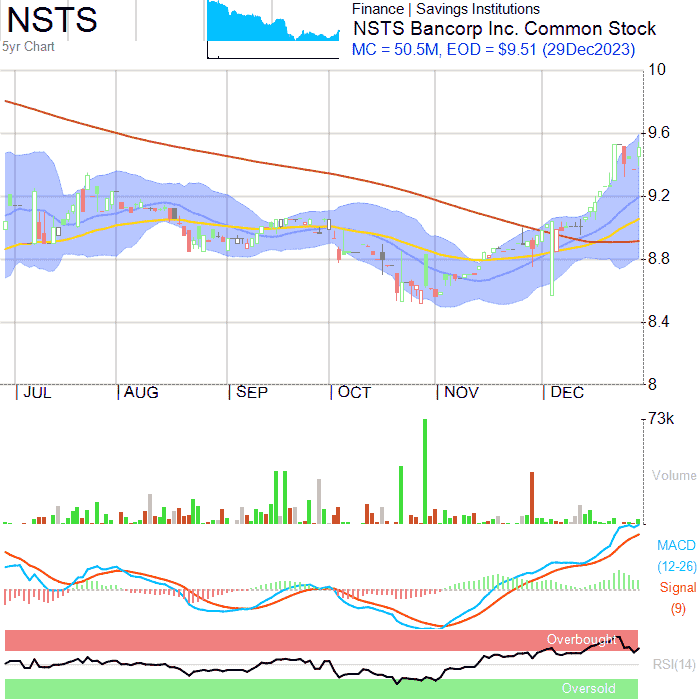 NSTS
5yr Chart
Finance | Savings Institutions
NSTS Bancorp Inc. Common Stock
MC = 50.5M, EOD = $9.51 (29Dec2023)
10
9.6
9.2
8.8
8.4
8
JUL AUG SEP OCT NOV DEC
73k
Volume
MACD
(12-26)
Signal
(9)
Overbought
RSI(14)
Oversold